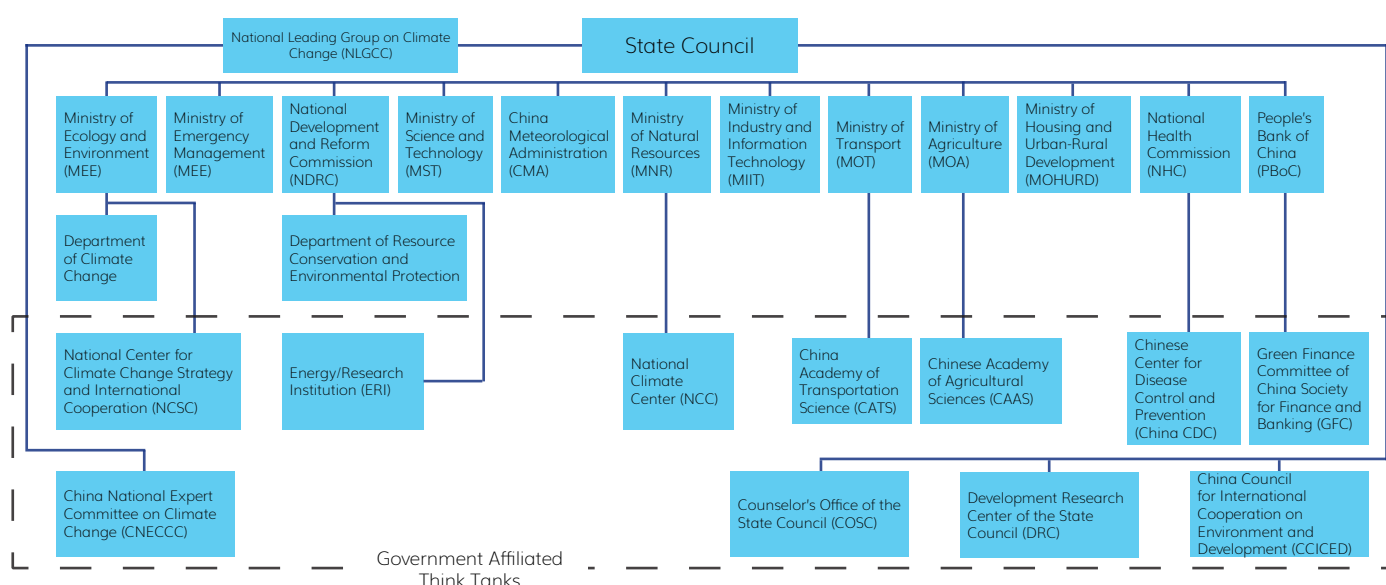 National Leading Group on Climate
Change (NLGCC)
State Council
Ministry of
Ecology and
Environment
(MEE)
Ministry of
Emergency
Management
(MEE)
National
Development
and Reform
Commission
(NDRC)
Ministry of
Science and
Technology
(MST)
China
Meteorological
Administration
(CMA)
Ministry
of Natural
Resources
(MNR)
Ministry of
Industry and
Information
Technology
(MIIT)
Ministry of
Transport
(MOT)
Ministry of
Agriculture
(MOA)
Ministry of
Housing and
Urban-Rural
Development
(MOHURD)
National
Health
Commission
(NHC)
People's
Bank of
China
(PBoC)
Department
of Climate
Change
Department of Resource
Conservation and
Environmental Protection
National Center for
Climate Change Strategy
and International
Cooperation (NCSC)
Energy/Research
Institution (ERI)
National
Climate
Center (NCC)
China
Academy of
Transportation
Science (CATS)
Chinese Academy
of Agricultural
Sciences (CAAS)
Chinese
Center for
Disease
Control and
Prevention
(China CDC)
Green Finance
Committee of
China Society
for Finance and
Banking (GFC)
China National Expert
Committee on Climate
Change (CNECCC)
Counselor's Office of the
State Council (COSC)
Development Research
Center of the State
Council (DRC)
China Council
for International
Cooperation on
Environment and
Development (CCICED)
Government Affiliated
Think Tanks